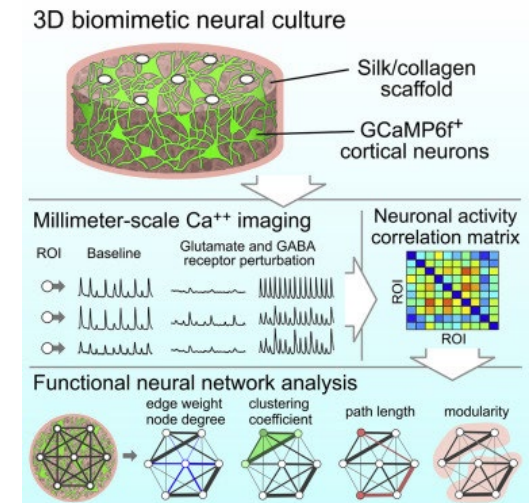 3D biomimetic neural culture
Silk/collagen
scaffold
GCaMP6f+
cortical neurons
Millimeter-scale Ca++ imaging
ROI
Baseline
Glutamate and GABA
receptor perturbation
Neuronal activity
correlation matrix
ROI
ROI
Functional neural network analysis
edge weight
node degree
clustering
coefficient
path length
modularity